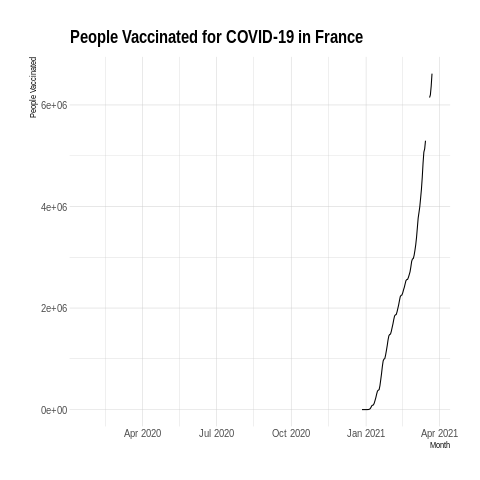 People Vaccinated for COVID-19 in France
People Vaccinated
6e+06
4e+06
2e+06
0e+00
Apr 2020 Jul 2020 Oct 2020 Jan 2021 Apr 2021
Month